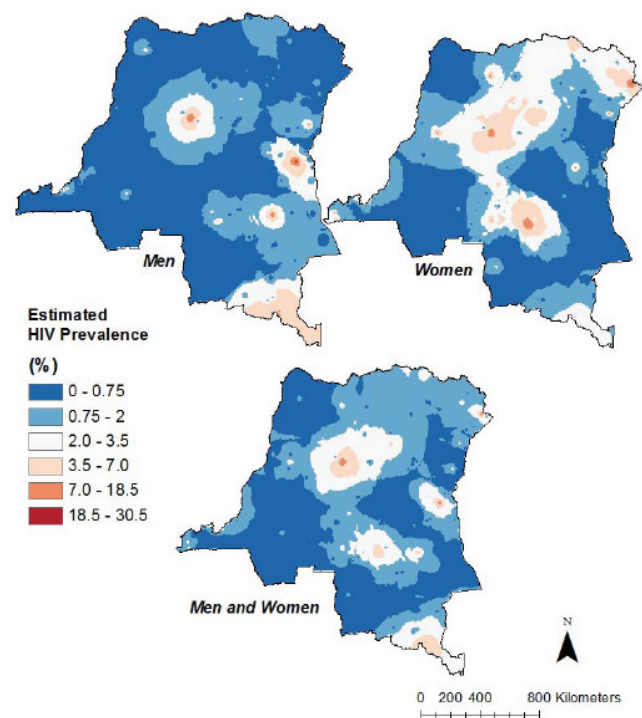 Men
Women
Estimated
HIV Prevalence
(%)
0 - 0.75
0.75 - 2
2.0 - 3.5
3.5 - 7.0
7.0 - 18.5
18.5 - 30.5
Men and Women
N
0 200 400 800 Kilometers